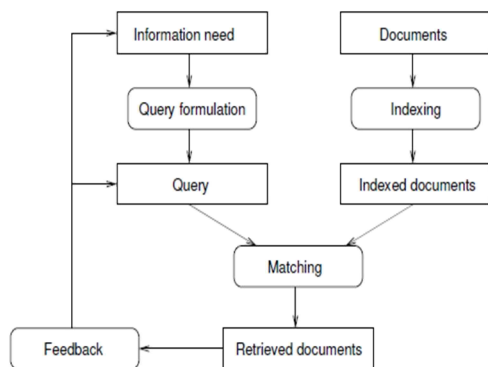 Information need
Documents
Query formulation
Indexing
Query
Indexed documents
Matching
Feedback
Retrieved documents